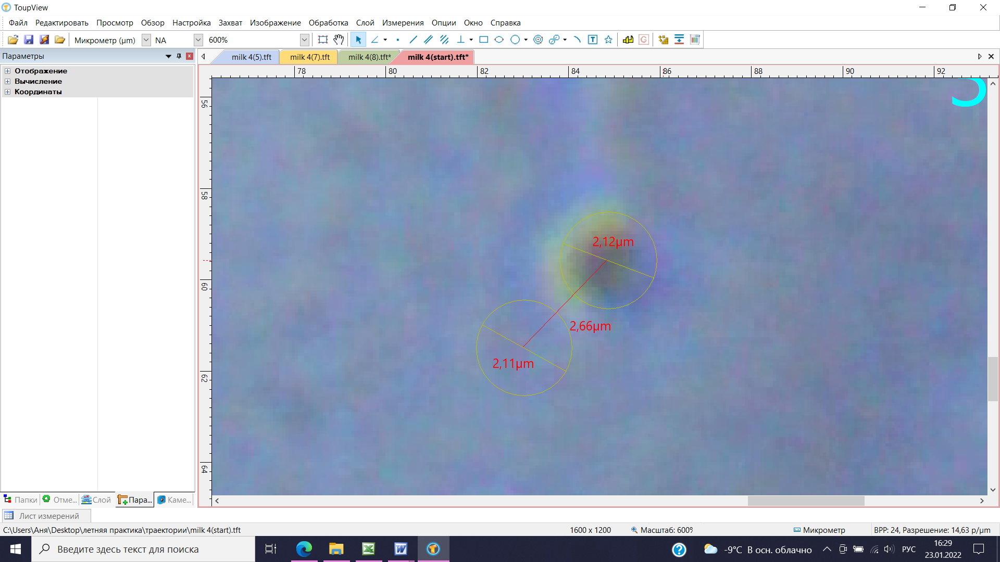 ToupView
Файл Редактировать Просмотр Обзор Настройка Захват Изображение Обработка Слой Измерения Опции Окно Справка
Микрометр (μm) NA 600%
Параметры
milk 4(5).tft milk 4(7).tft milk 4(8).tft* milk 4(start).tft*
Отображение
Вычисление
Координаты
78 80 82 84 86 88 90 92
56
58
60
62
64
2,12μm
2,66μm
2,11μm
Папки Отме... Слой Пара... Каме...
Лист измерений
C:\Users\Аня\Desktop\летняя практика\траектории\milk 4(start).tft 1600 x 1200 Масштаб: 600% Микрометр BPP: 24, Разрешение: 14,63 p/μm
Введите здесь текст для поиска
-9°C В осн. облачно РУС
16:29
23.01.2022